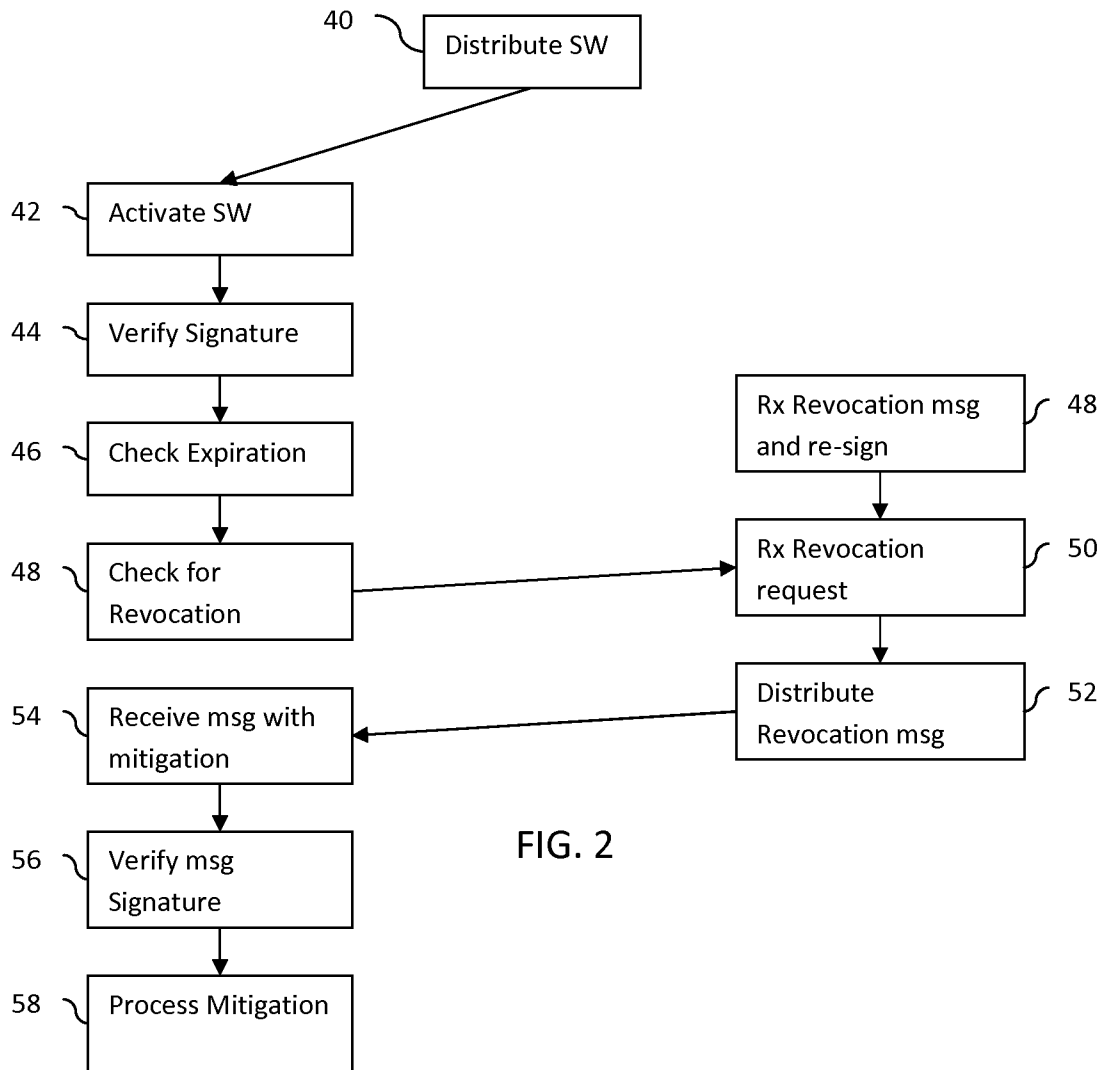 40
Distribute SW
42
Activate SW
44
Verify Signature
46
Check Expiration
48
Check for
Revocation
Rx Revocation msg
and re-sign
48
Rx Revocation
request
50
Distribute
Revocation msg
52
54
Receive msg with
mitigation
56
Verify msg
Signature
58
Process Mitigation
FIG. 2